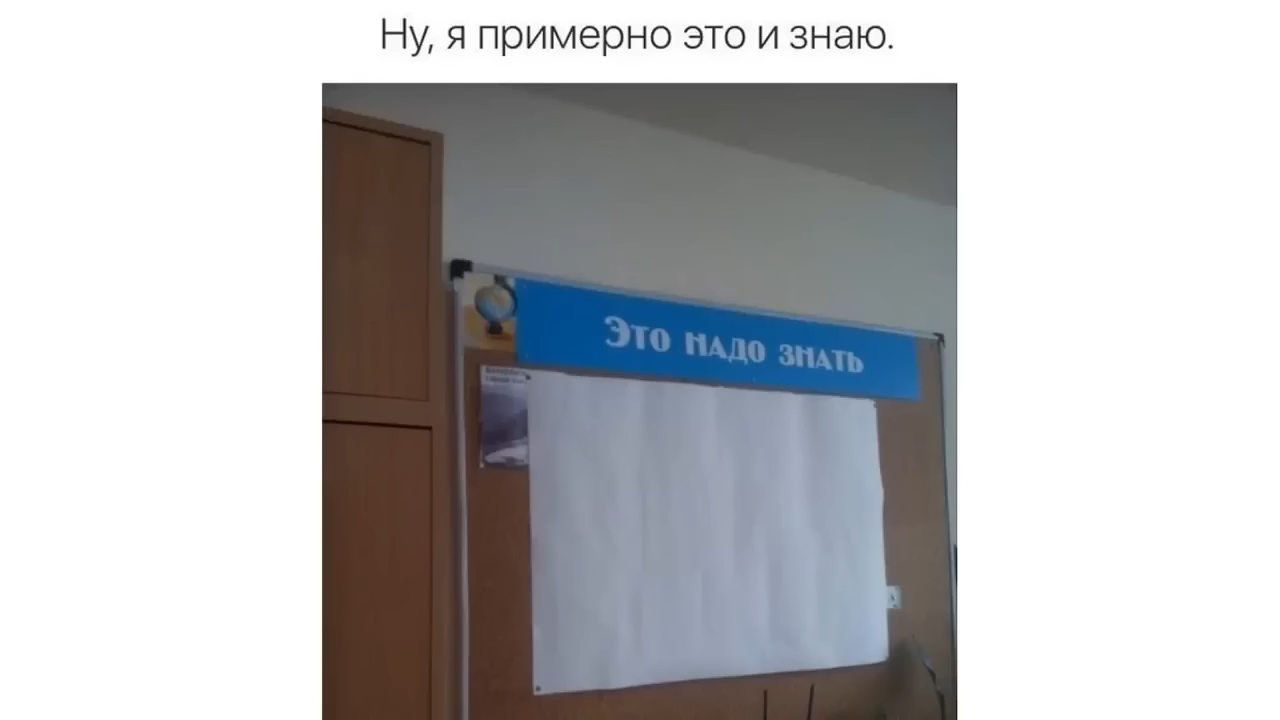 Ну, я примерно это и знаю.
Это надо знать